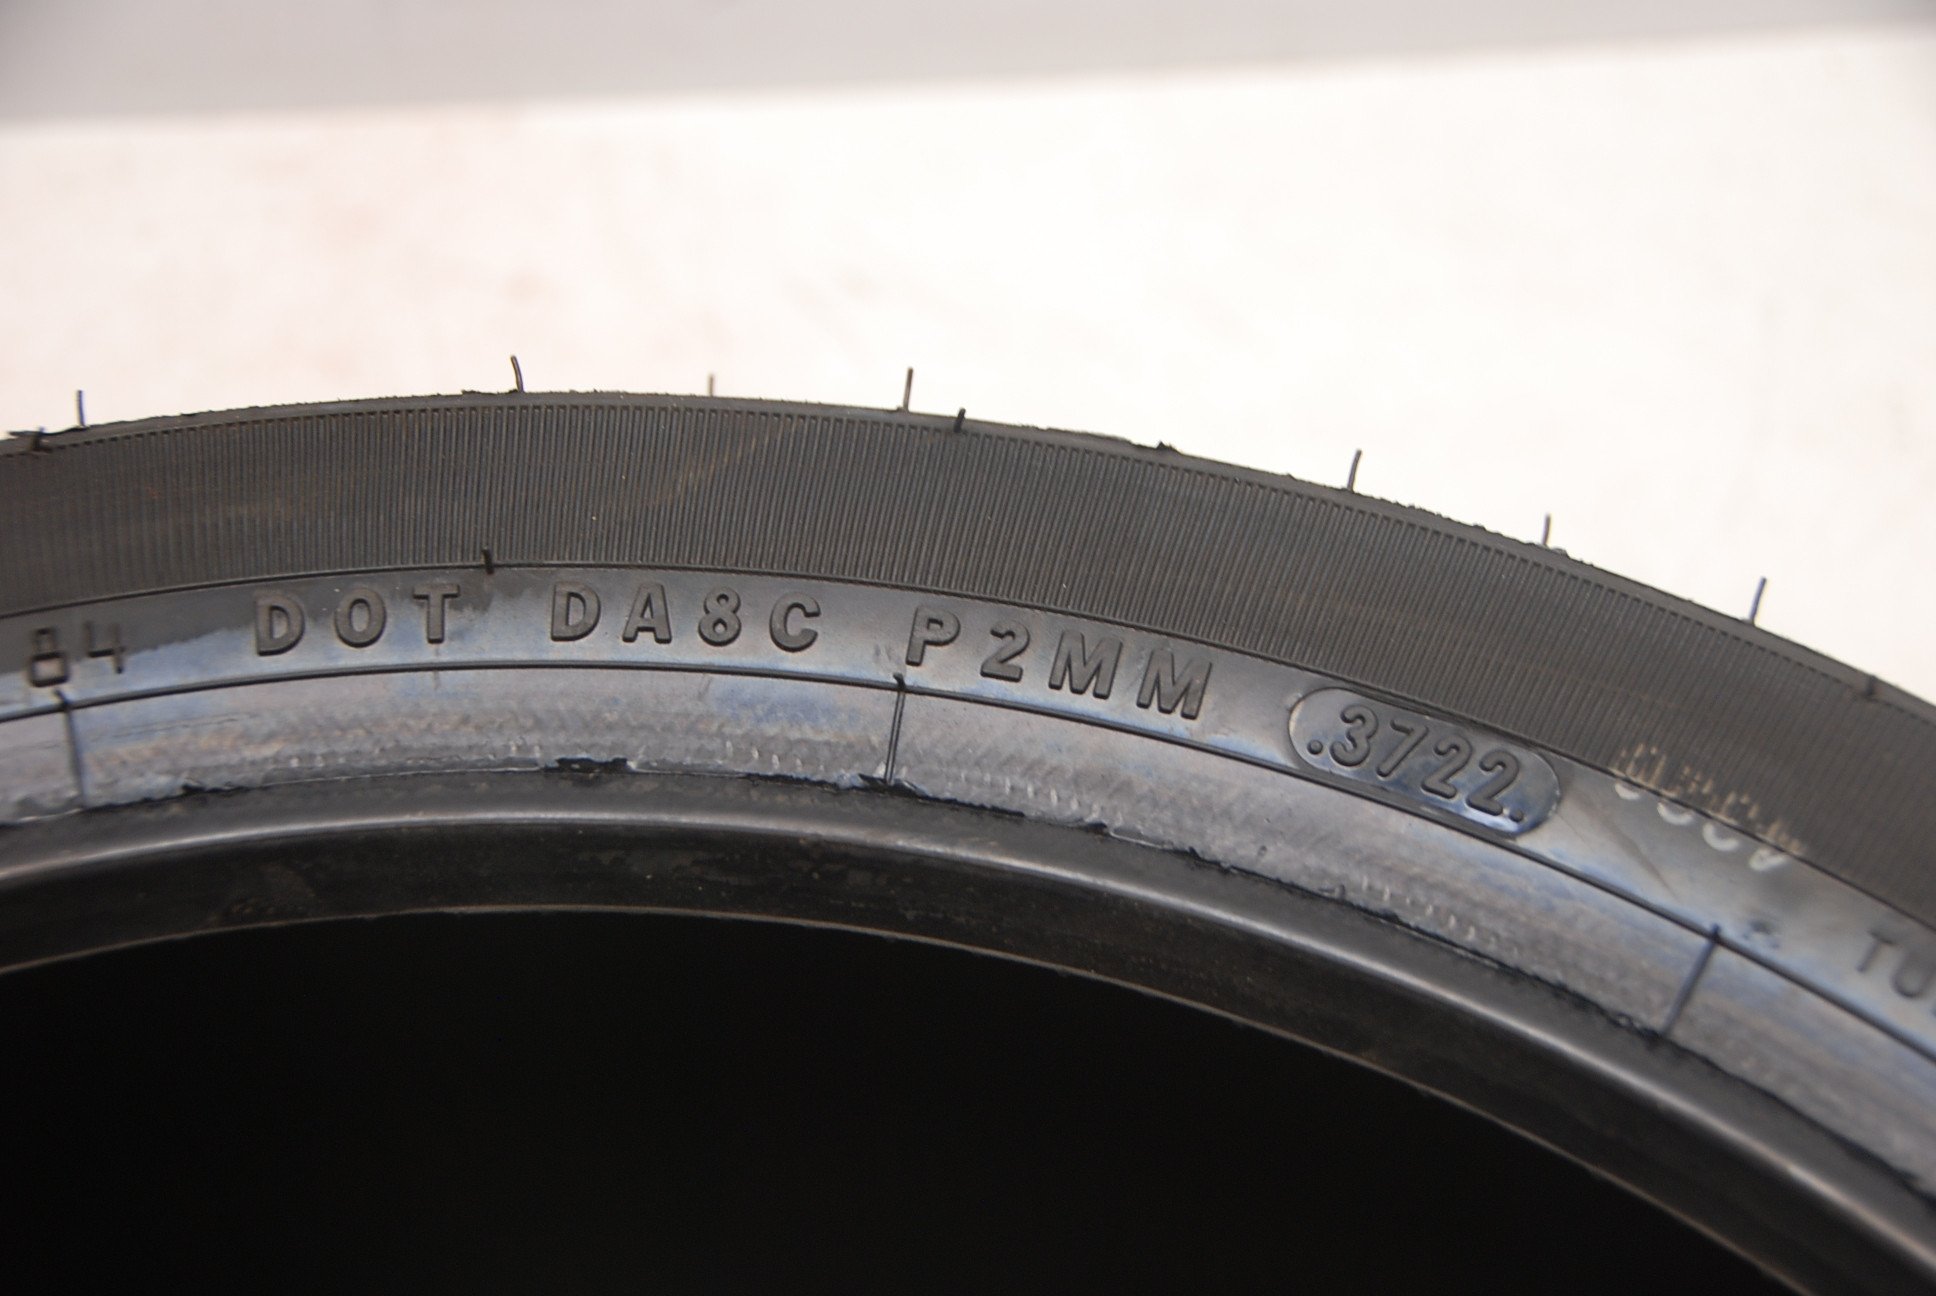 84 DOT DA8C P2MM .3722.